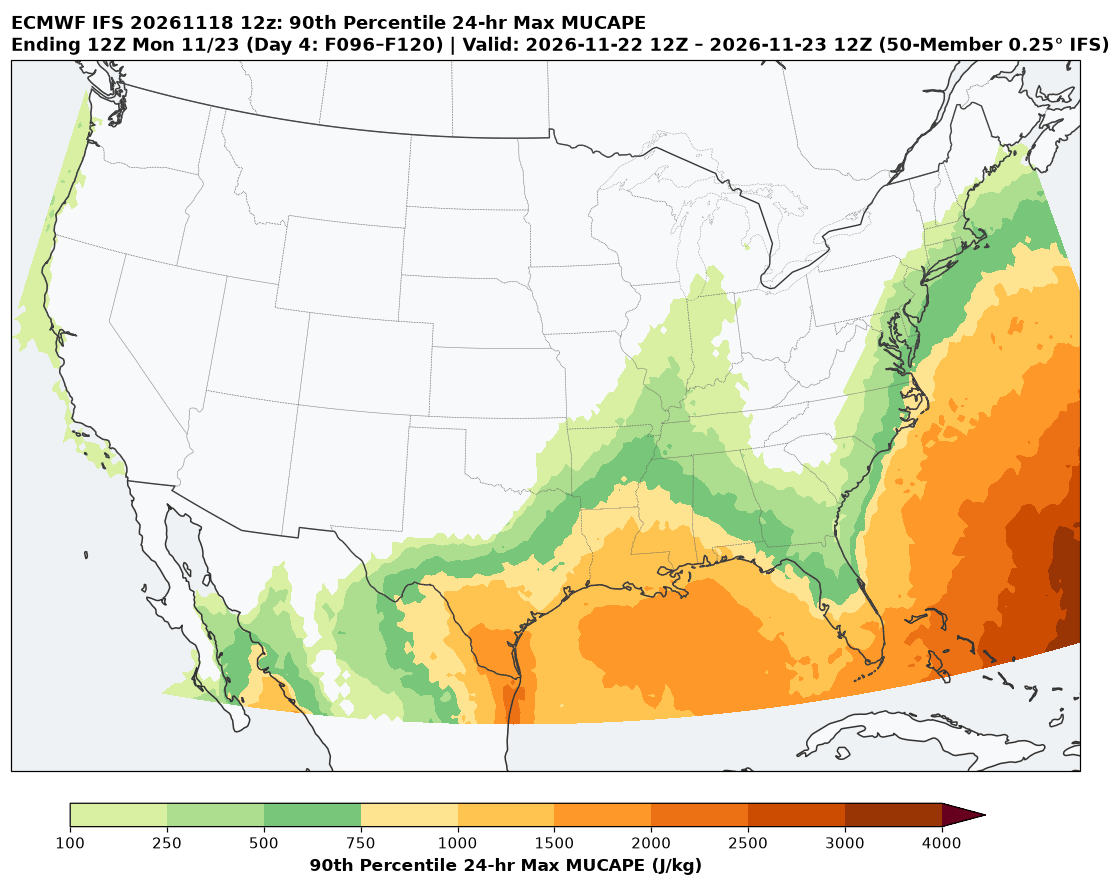 ECMWF IFS 20261118 12z: 90th Percentile 24-hr Max MUCAPE
Ending 12Z Mon 11/23 (Day 4: F096–F120) | Valid: 2026-11-22 12Z – 2026-11-23 12Z (50-Member 0.25° IFS)
100 250 500 750 1000 1500 2000 2500 3000 4000
90th Percentile 24-hr Max MUCAPE (J/kg)